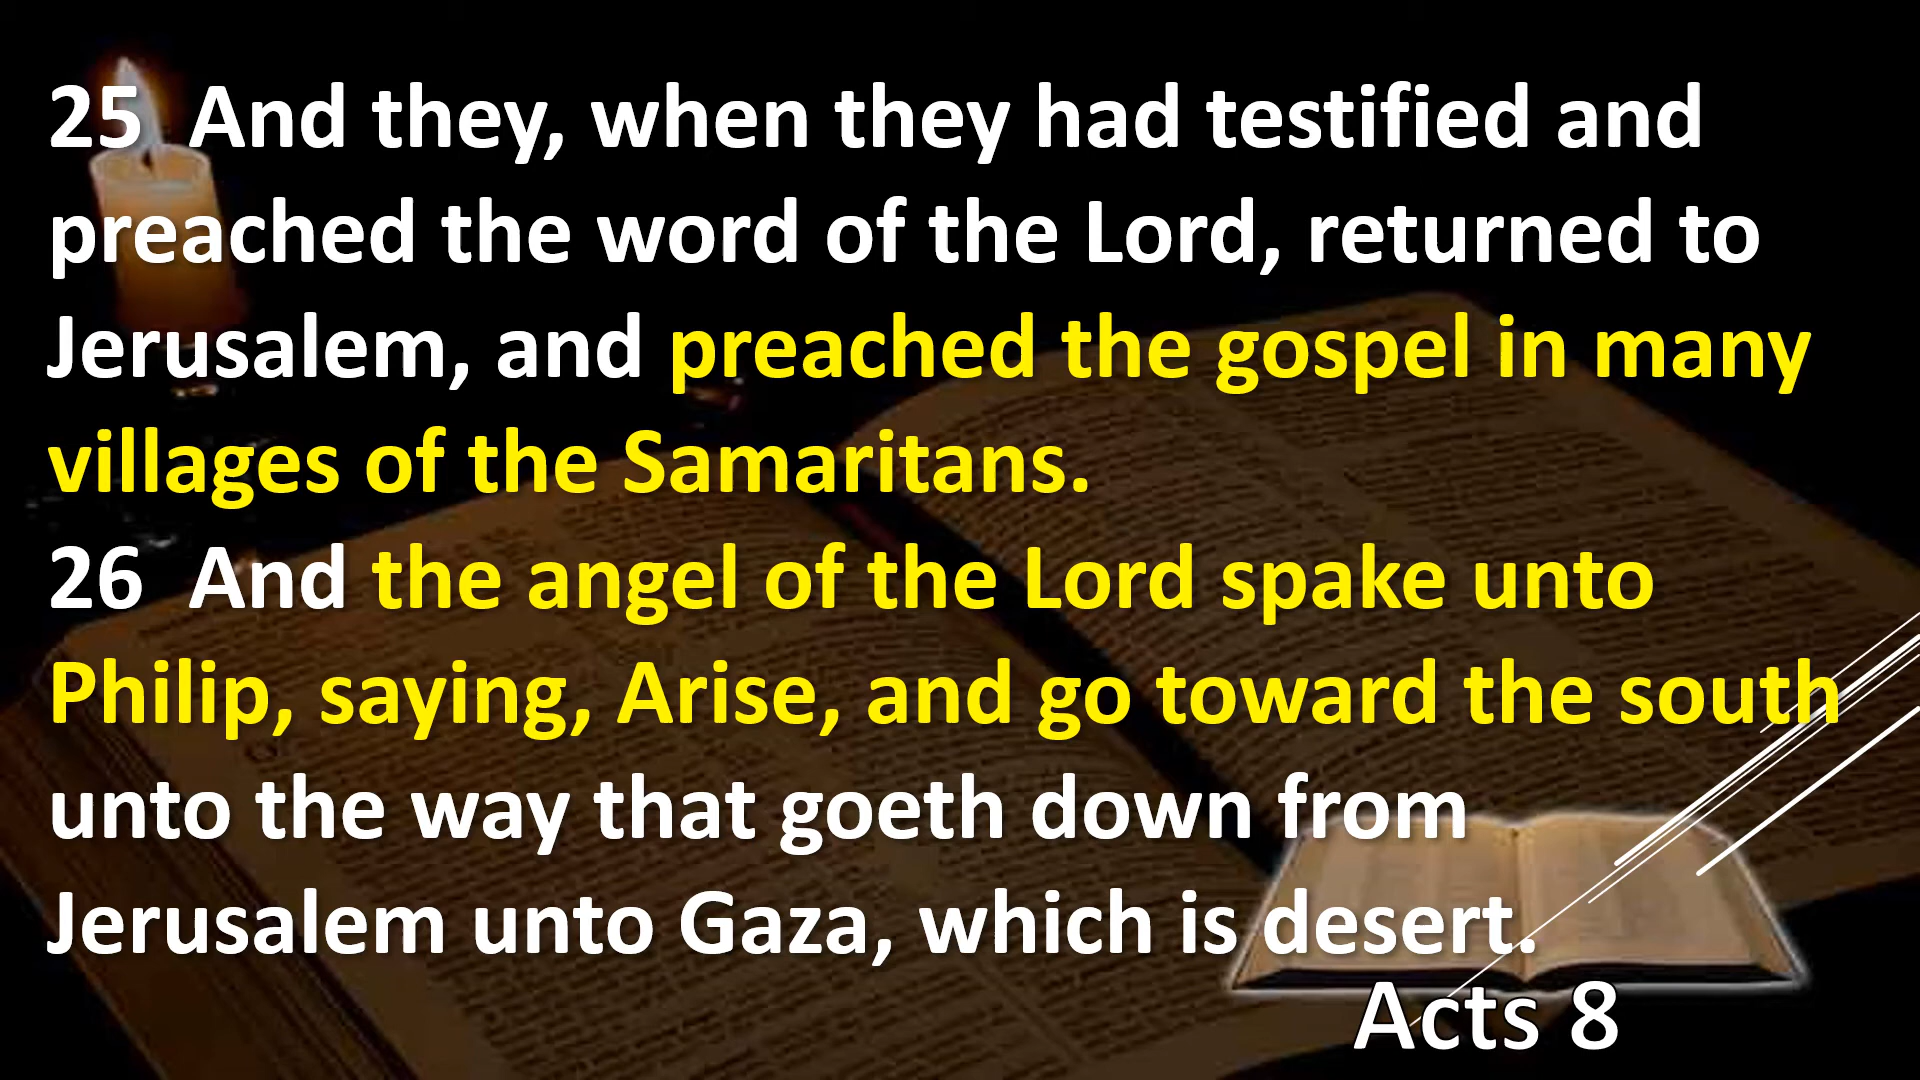 25  And they, when they had testified and
preached the word of the Lord, returned to
Jerusalem, and preached the gospel in many
villages of the Samaritans.
26  And the angel of the Lord spake unto
Philip, saying, Arise, and go toward the south
unto the way that goeth down from
Jerusalem unto Gaza, which is desert.
Acts 8